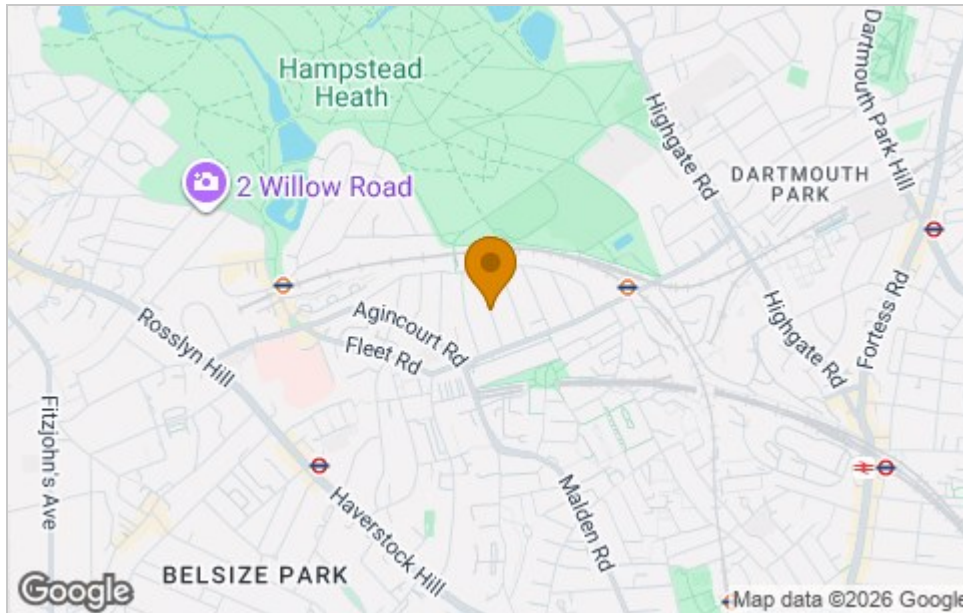 Hampstead
Heath
2 Willow Road
Dartmouth Park Hill
Highgate Rd
DARTMOUTH
PARK
Agincourt Rd
Fleet Rd
Rosslyn Hill
Highgate Rd
Fortess Rd
Fitzjohn's Ave
Haverstock Hill
Malden Rd
BELSIZE PARK
Google
Map data ©2026 Google